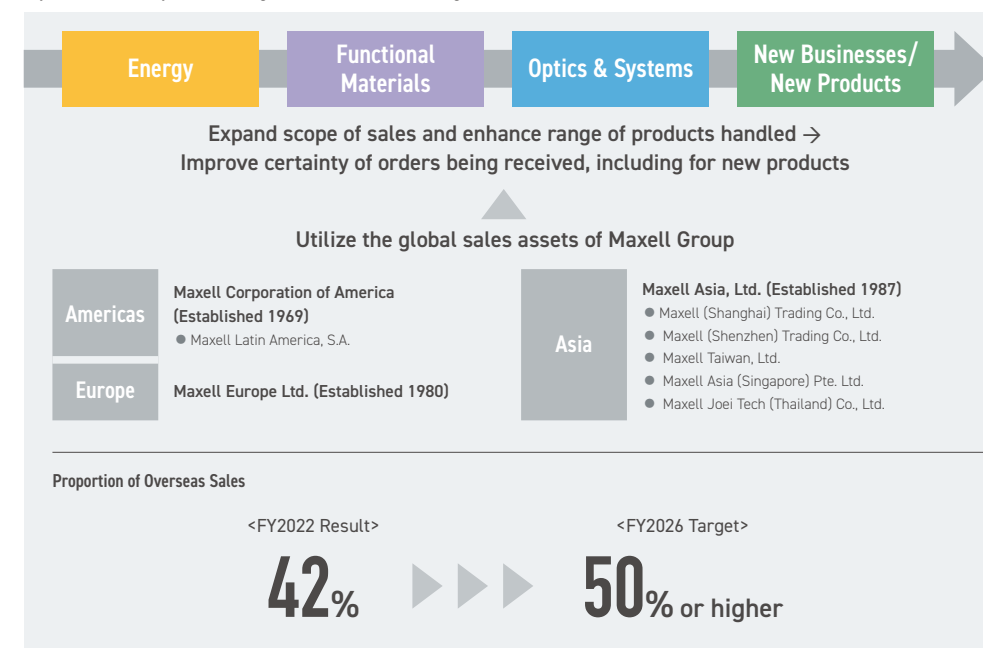 Energy
Functional
Materials
Optics & Systems
New Businesses/
New Products
Expand scope of sales and enhance range of products handled →
Improve certainty of orders being received, including for new products
Utilize the global sales assets of Maxell Group
Americas
Maxell Corporation of America
(Established 1969)
● Maxell Latin America, S.A.
Europe
Maxell Europe Ltd. (Established 1980)
Asia
Maxell Asia, Ltd. (Established 1987)
● Maxell (Shanghai) Trading Co., Ltd.
● Maxell (Shenzhen) Trading Co., Ltd.
● Maxell Taiwan, Ltd.
● Maxell Asia (Singapore) Pte. Ltd.
● Maxell Joei Tech (Thailand) Co., Ltd.
Proportion of Overseas Sales
<FY2022 Result>
42%
<FY2026 Target>
50% or higher